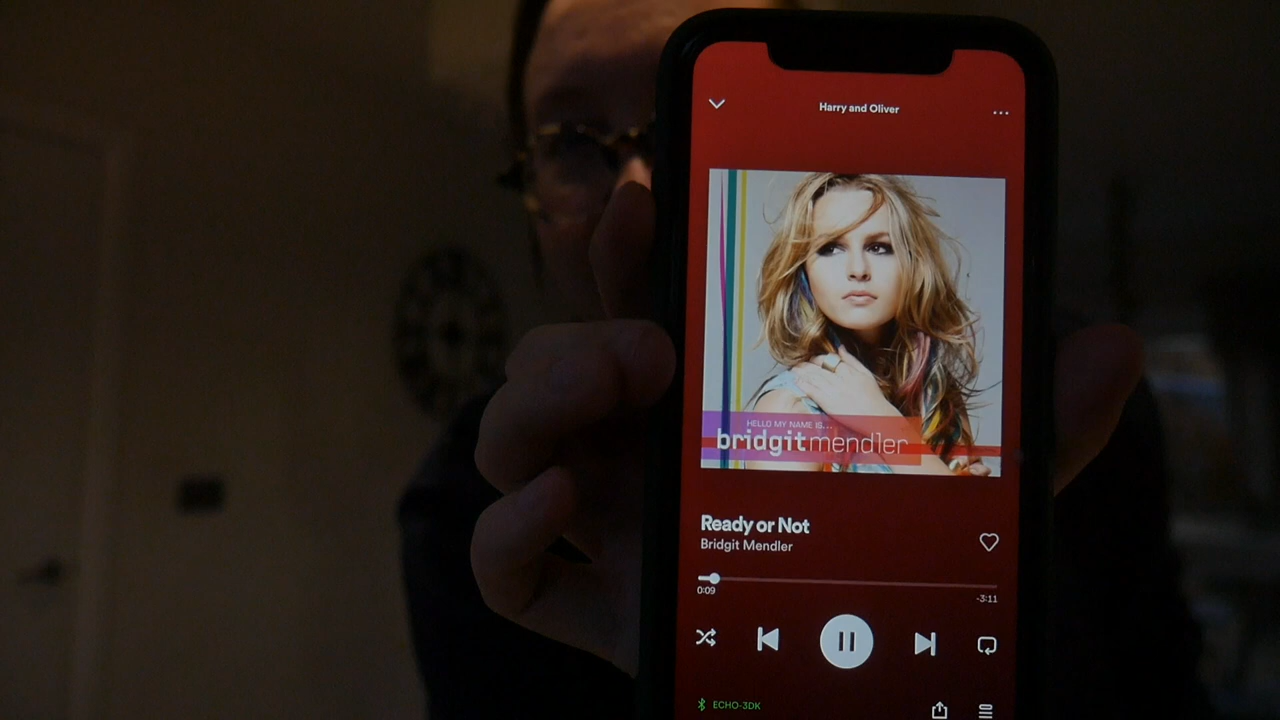 Harry and Oliver
HELLO MY NAME IS...
bridgit mendler
Ready or Not
Bridgit Mendler
0:09
-3:11
ECHO-3DK